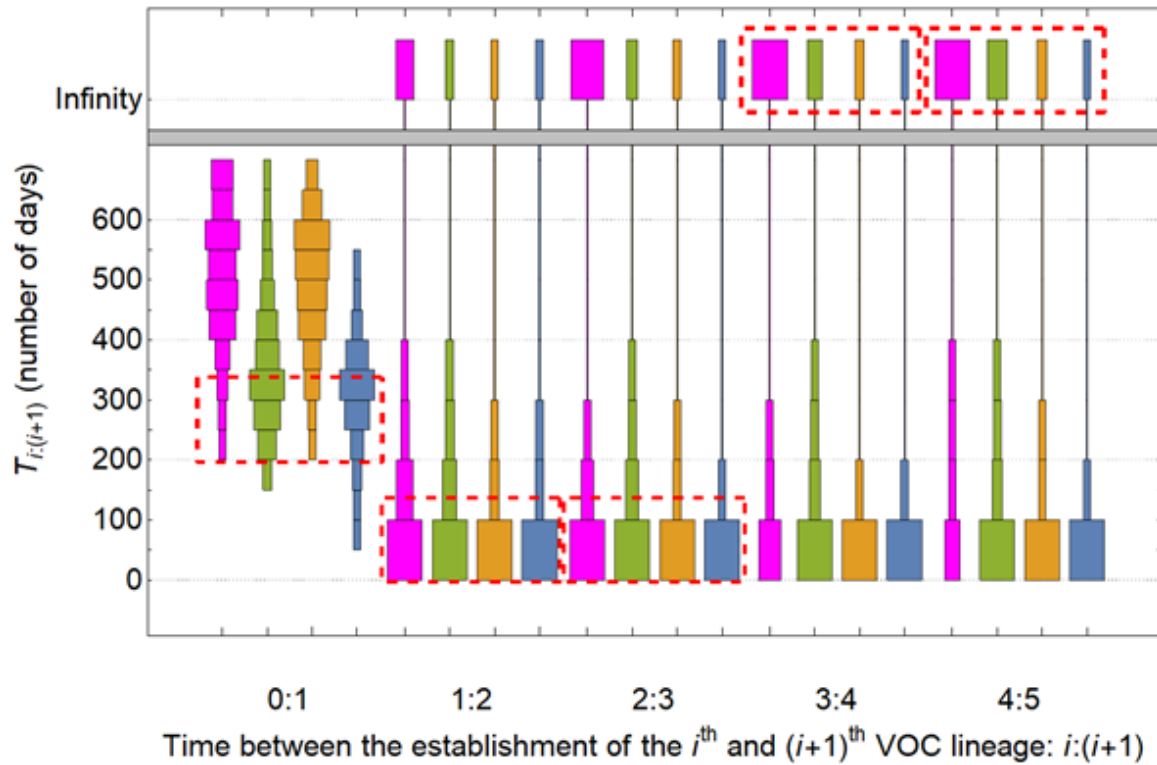 Infinity
600
500
400
300
200
100
0
T i:(i+1) (number of days)
0:1 1:2 2:3 3:4 4:5
Time between the establishment of the i th and (i+1) th VOC lineage: i:(i+1)